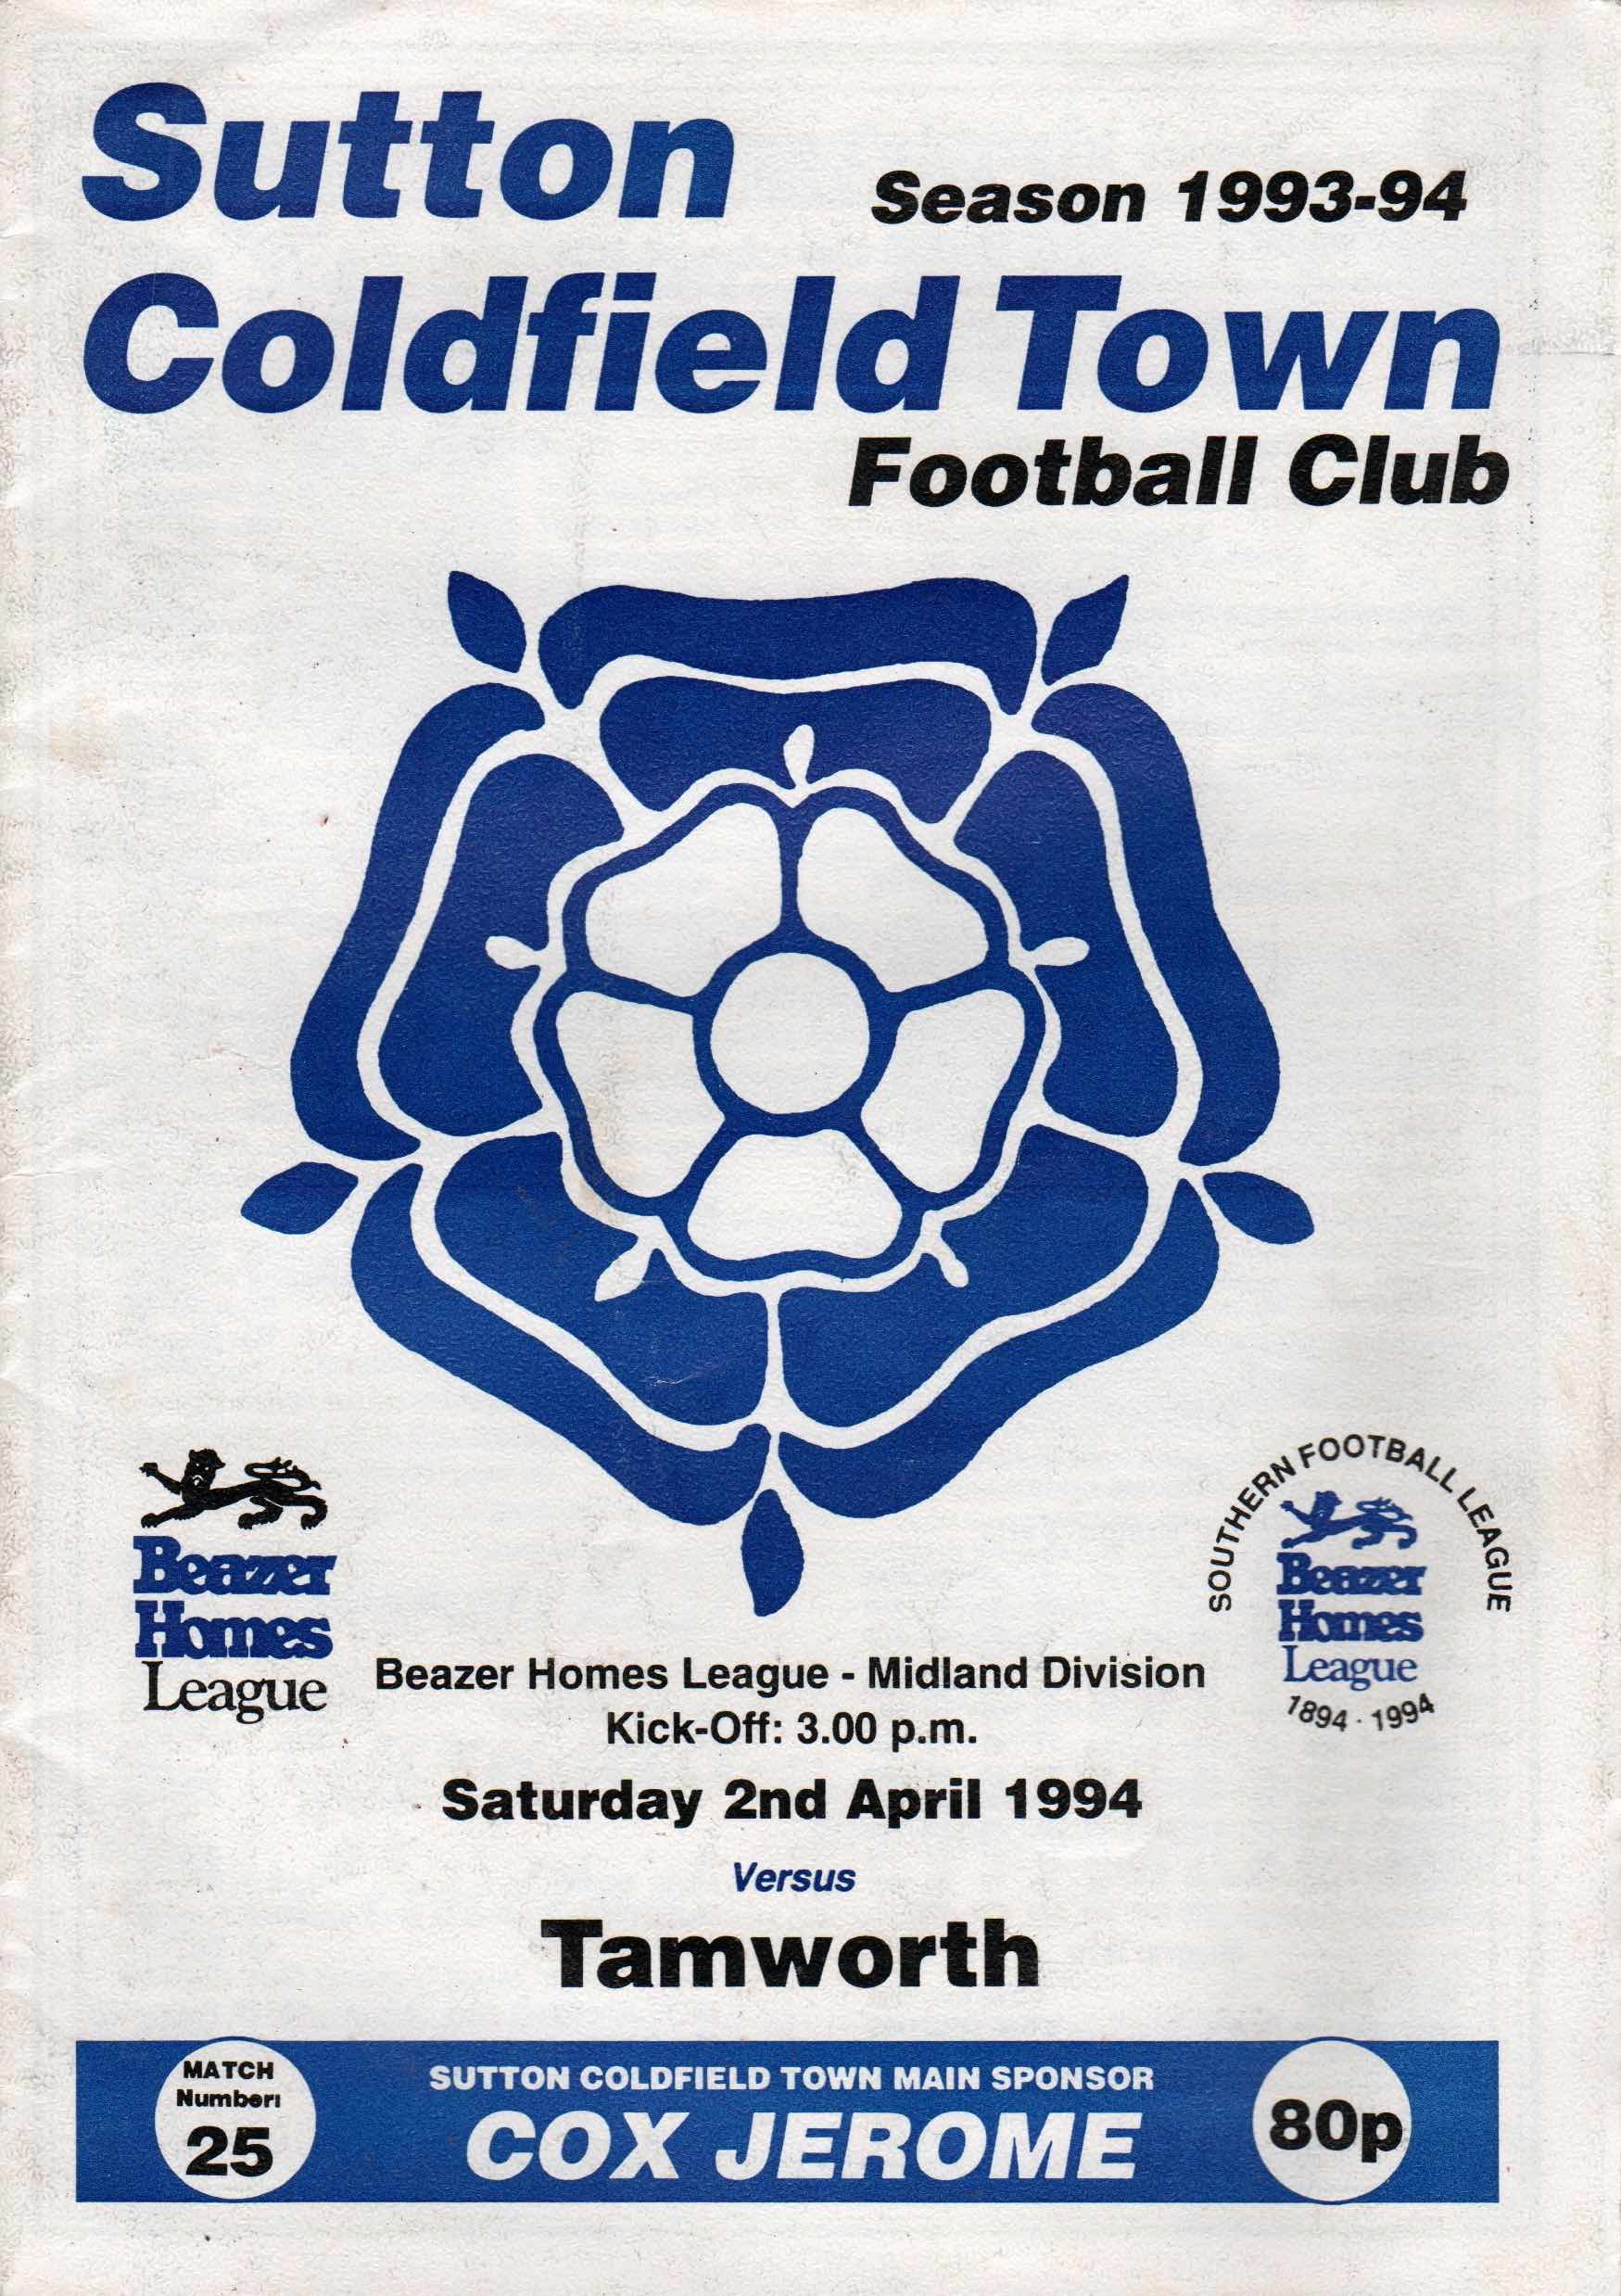 Sutton
Season 1993-94
Coldfield Town
Football Club
Beazer
Homes
League
SOUTHERN FOOTBALL LEAGUE
Beazer
Homes
League
1894 · 1994
Beazer Homes League - Midland Division
Kick-Off: 3.00 p.m.
Saturday 2nd April 1994
Versus
Tamworth
MATCH
Number:
25
SUTTON COLDFIELD TOWN MAIN SPONSOR
COX JEROME
80p